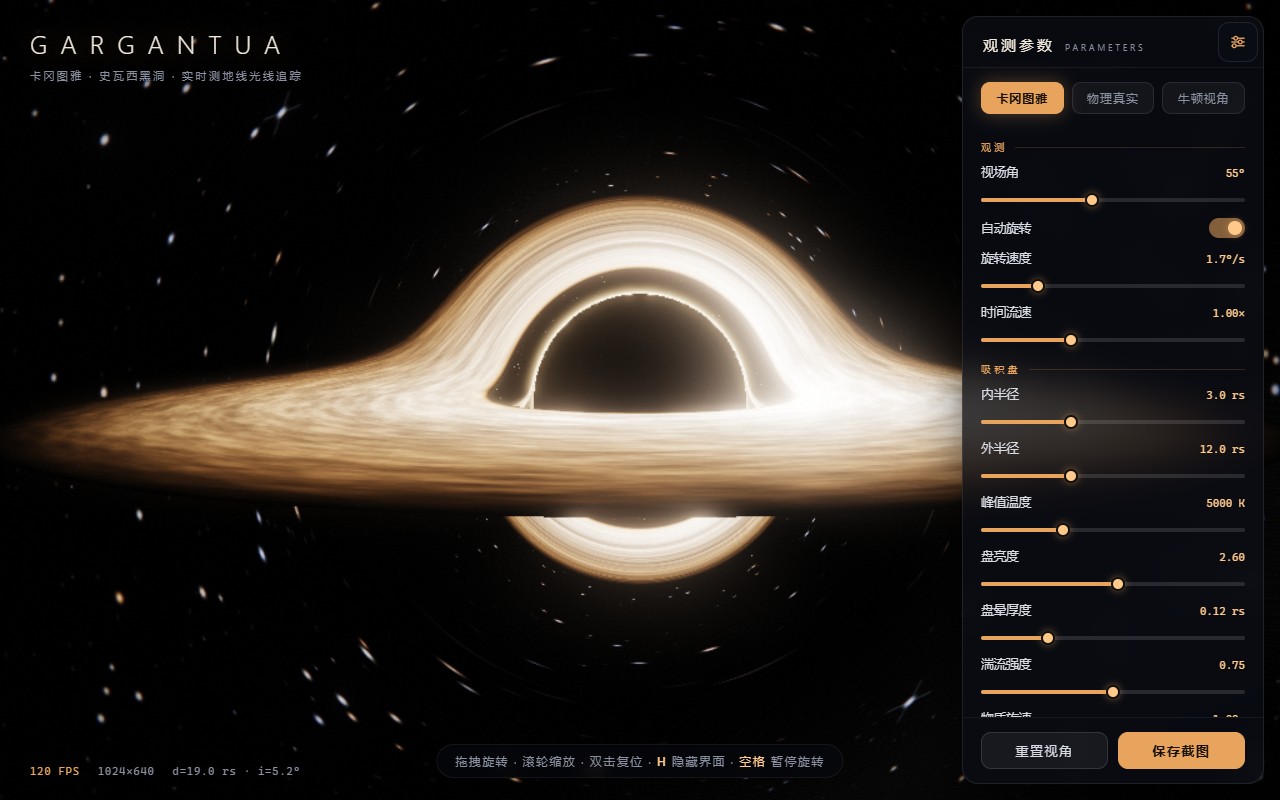 GARGANTUA
卡冈图雅 · 史瓦西黑洞 · 实时测地线光线追踪
观测参数 PARAMETERS
卡冈图雅 物理真实 牛顿视角
观测
视场角 55°
自动旋转
旋转速度 1.7°/s
时间流速 1.00×
吸积盘
内半径 3.0 rs
外半径 12.0 rs
峰值温度 5000 K
盘亮度 2.60
盘晕厚度 0.12 rs
湍流强度 0.75
重置视角 保存截图
拖拽旋转 · 滚轮缩放 · 双击复位 · H 隐藏界面 · 空格 暂停旋转
120 FPS 1024×640 d=19.0 rs · i=5.2°